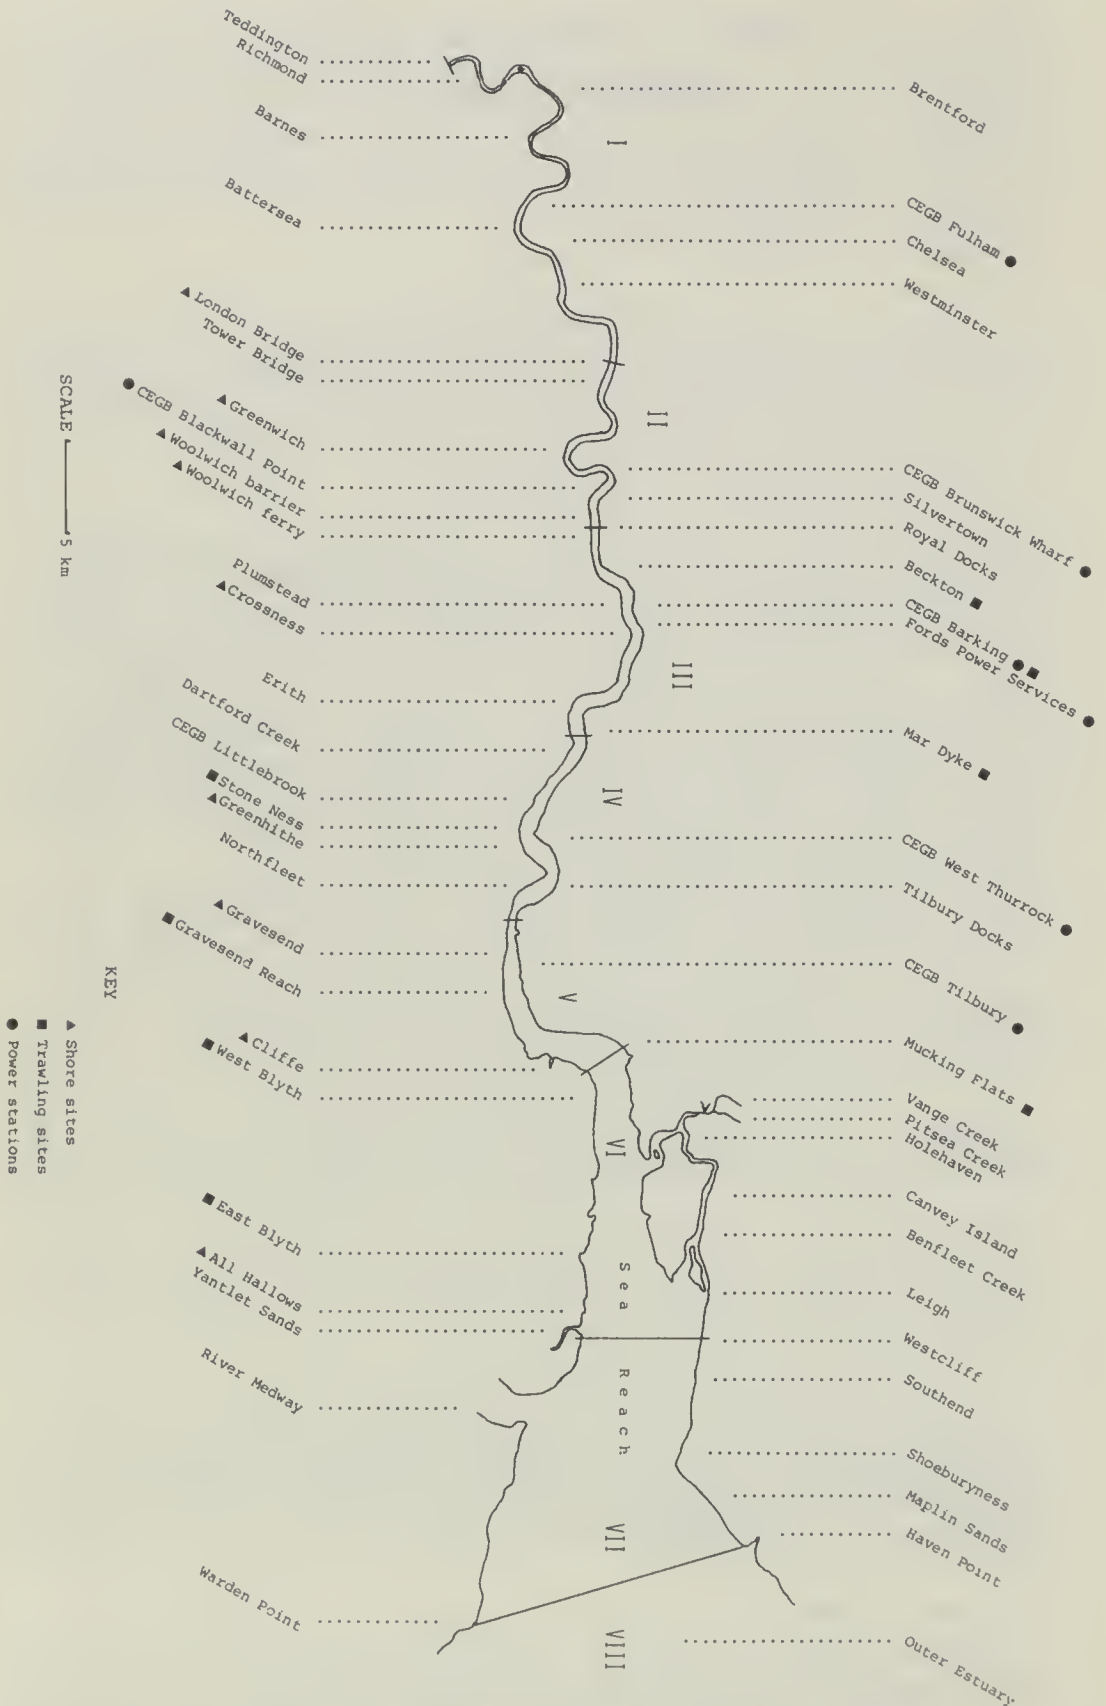 Brentford
CEGB Fulham ●
Chelsea
Westminster
CEGB Brunswick Wharf ●
Silvertown
Royal Docks
Beckton ■
CEGB Barking ● ■
Fords Power Services ●
Mar Dyke ■
CEGB West Thurrock ●
Tilbury Docks
CEGB Tilbury ●
Mucking Flats ■
Vange Creek
Pitsea Creek
Holehaven
Canvey Island
Benfleet Creek
Leigh
Westcliff
Southend
Shoeburyness
Maplin Sands
Haven Point
Outer Estuary
I
II
III
IV
V
VI
Sea Reach
VII
VIII
Teddington
Richmond
Barnes
Battersea
▲ London Bridge
Tower Bridge
▲ Greenwich
● CEGB Blackwall Point
▲ Woolwich barrier
▲ Woolwich ferry
Plumstead
▲ Crossness
Erith
Dartford Creek
CEGB Littlebrook
■ Stone Ness
▲ Greenhithe
Northfleet
▲ Gravesend
■ Gravesend Reach
▲ Cliffe
■ West Blyth
■ East Blyth
▲ All Hallows
Yantlet Sands
River Medway
Warden Point
SCALE 5 km
KEY
▲ Shore sites
■ Trawling sites
● Power stations